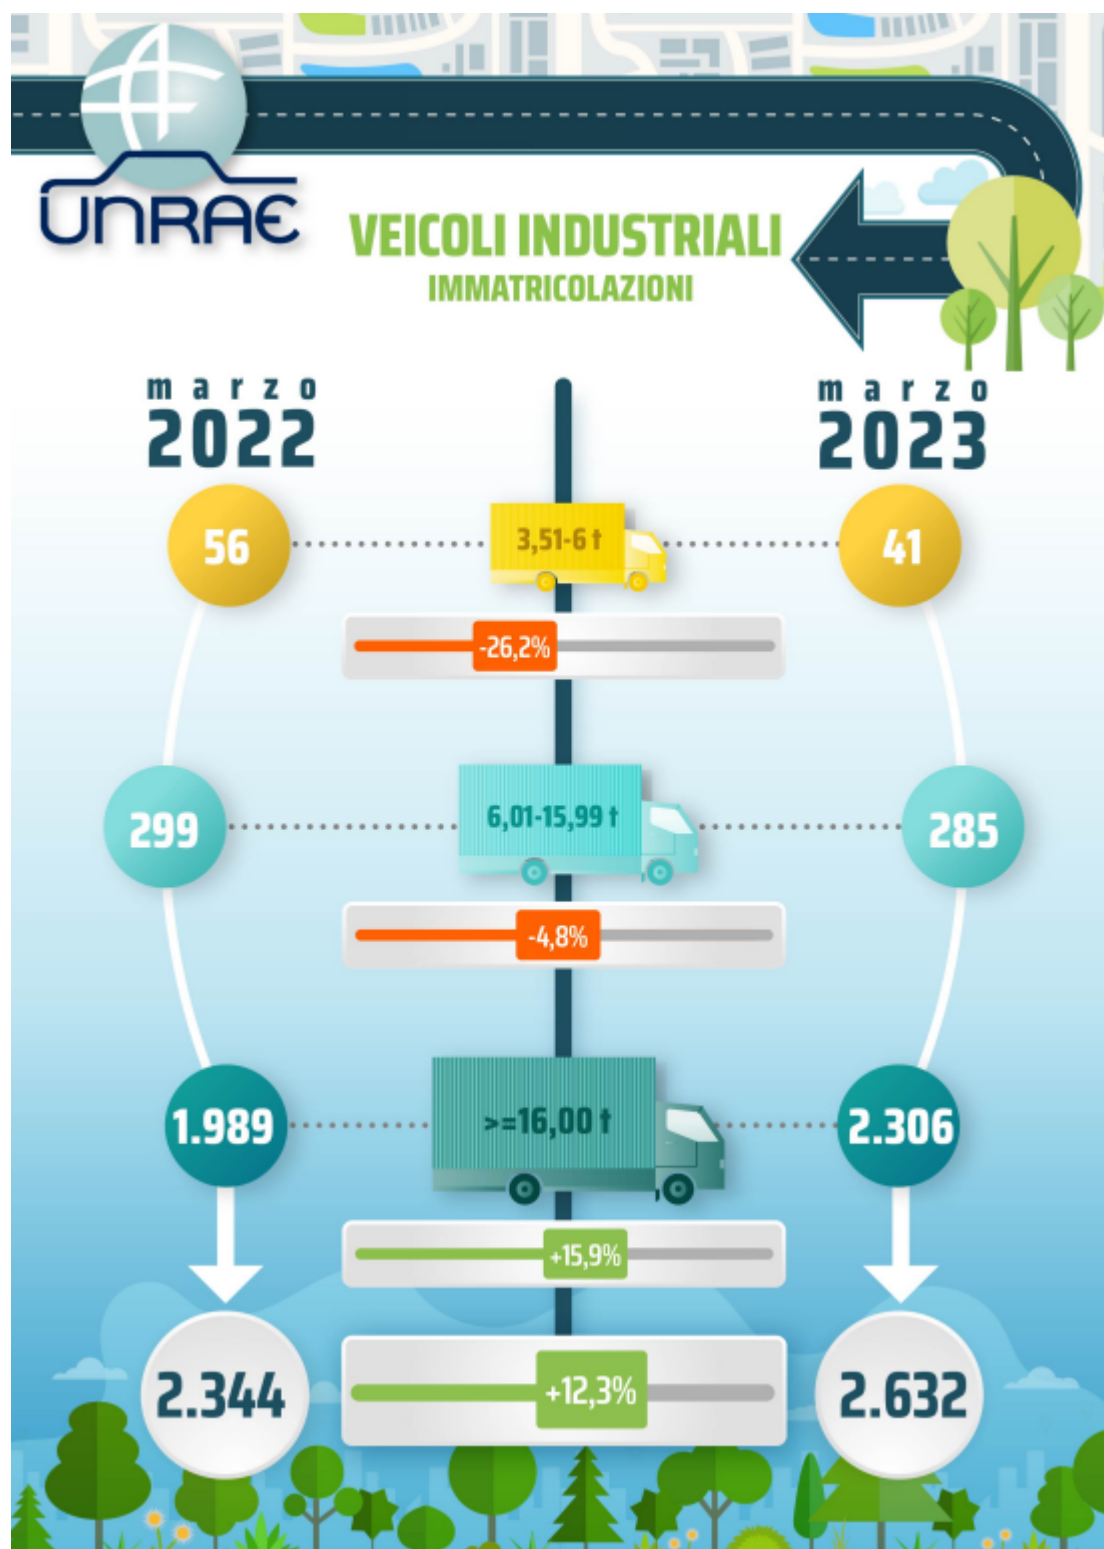 UNRAE
VEICOLI INDUSTRIALI
IMMATRICOLAZIONI
marzo
2022
marzo
2023
56
3,51-6 t
41
-26,2%
299
6,01-15,99 t
285
-4,8%
1.989
>=16,00 t
2.306
+15,9%
2.344
+12,3%
2.632